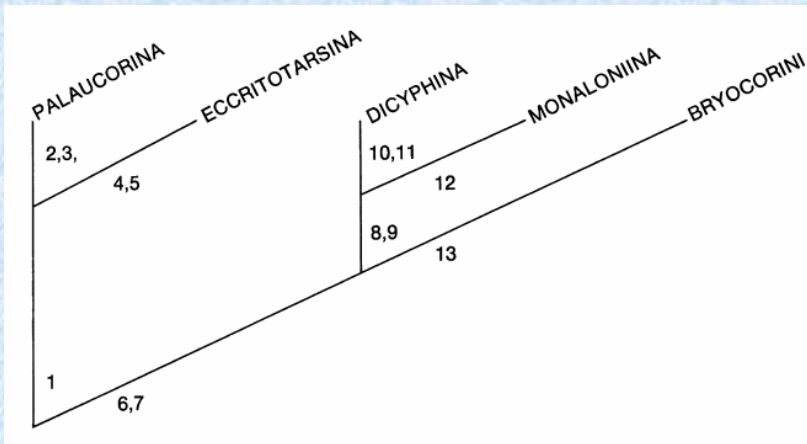 PALAUCORINA
ECCRITOTARSINA
DICYPHINA
MONALONIINA
BRYOCORINI
2,3,
4,5
10,11
12
8,9
13
1
6,7